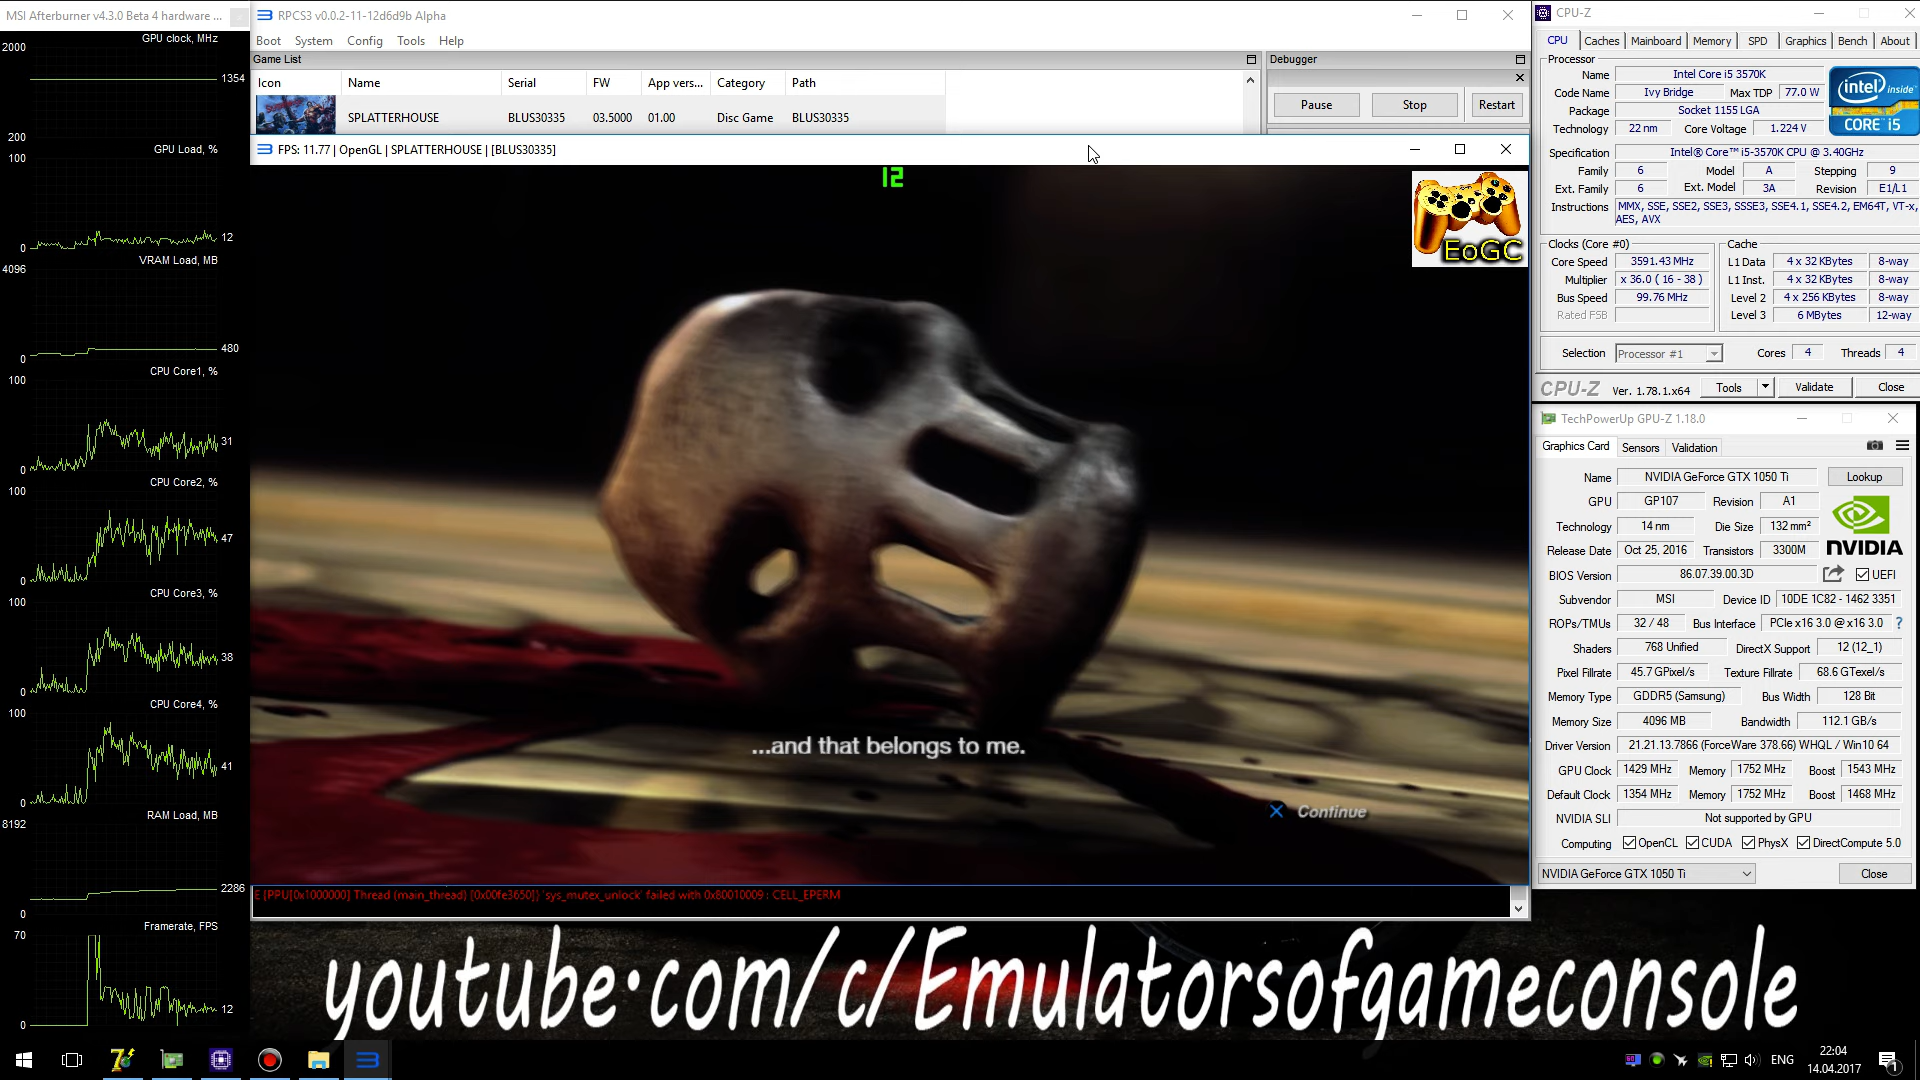 MSI Afterburner v4.3.0 Beta 4 hardware ...
GPU clock, MHz
2000
1354
200
GPU Load, %
100
12
0
VRAM Load, MB
4096
480
0
CPU Core1, %
100
31
0
CPU Core2, %
100
47
0
CPU Core3, %
100
38
0
CPU Core4, %
100
41
0
RAM Load, MB
8192
2286
0
Framerate, FPS
70
12
0
RPCS3 v0.0.2-11-12d6d9b Alpha
Boot System Config Tools Help
Game List
Icon Name Serial FW App vers... Category Path
SPLATTERHOUSE BLUS30335 03.5000 01.00 Disc Game BLUS30335
Debugger
Pause Stop Restart
FPS: 11.77 | OpenGL | SPLATTERHOUSE | [BLUS30335]
12
EoGC
...and that belongs to me.
Continue
E {PPU[0x1000000] Thread (main_thread) [0x00fe3650]} 'sys_mutex_unlock' failed with 0x80010009 : CELL_EPERM
youtube.com/c/Emulatorsofgameconsole
CPU-Z
CPU Caches Mainboard Memory SPD Graphics Bench About
Processor
Name Intel Core i5 3570K
Code Name Ivy Bridge Max TDP 77.0 W
Package Socket 1155 LGA
Technology 22 nm Core Voltage 1.224 V
intel inside
CORE i5
Specification Intel® Core™ i5-3570K CPU @ 3.40GHz
Family 6 Model A Stepping 9
Ext. Family 6 Ext. Model 3A Revision E1/L1
Instructions MMX, SSE, SSE2, SSE3, SSSE3, SSE4.1, SSE4.2, EM64T, VT-x,
AES, AVX
Clocks (Core #0)
Core Speed 3591.43 MHz
Multiplier x 36.0 ( 16 - 38 )
Bus Speed 99.76 MHz
Rated FSB
Cache
L1 Data 4 x 32 KBytes 8-way
L1 Inst. 4 x 32 KBytes 8-way
Level 2 4 x 256 KBytes 8-way
Level 3 6 MBytes 12-way
Selection Processor #1 Cores 4 Threads 4
CPU-Z Ver. 1.78.1.x64 Tools Validate Close
TechPowerUp GPU-Z 1.18.0
Graphics Card Sensors Validation
Name NVIDIA GeForce GTX 1050 Ti Lookup
GPU GP107 Revision A1
Technology 14 nm Die Size 132 mm²
Release Date Oct 25, 2016 Transistors 3300M
NVIDIA
BIOS Version 86.07.39.00.3D UEFI
Subvendor MSI Device ID 10DE 1C82 - 1462 3351
ROPs/TMUs 32 / 48 Bus Interface PCIe x16 3.0 @ x16 3.0 ?
Shaders 768 Unified DirectX Support 12 (12_1)
Pixel Fillrate 45.7 GPixel/s Texture Fillrate 68.6 GTexel/s
Memory Type GDDR5 (Samsung) Bus Width 128 Bit
Memory Size 4096 MB Bandwidth 112.1 GB/s
Driver Version 21.21.13.7866 (ForceWare 378.66) WHQL / Win10 64
GPU Clock 1429 MHz Memory 1752 MHz Boost 1543 MHz
Default Clock 1354 MHz Memory 1752 MHz Boost 1468 MHz
NVIDIA SLI Not supported by GPU
Computing OpenCL CUDA PhysX DirectCompute 5.0
NVIDIA GeForce GTX 1050 Ti Close
ENG
22:04
14.04.2017
1